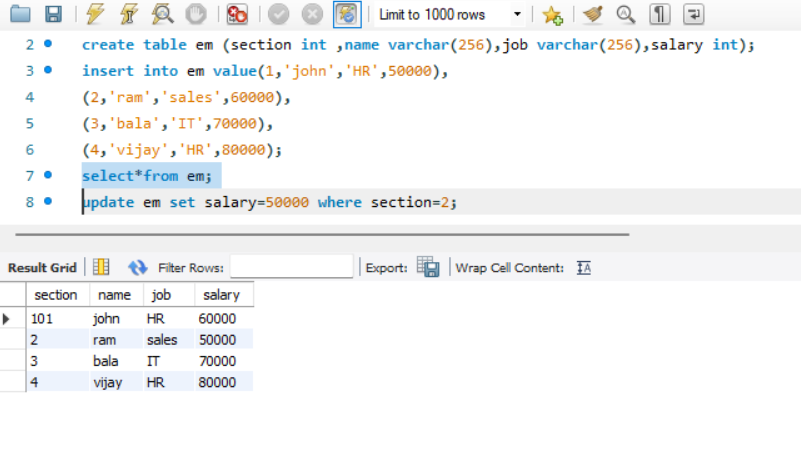 Limit to 1000 rows
2 create table em (section int ,name varchar(256),job varchar(256),salary int);
3 insert into em value(1,'john','HR',50000),
4 (2,'ram','sales',60000),
5 (3,'bala','IT',70000),
6 (4,'vijay','HR',80000);
7 select*from em;
8 update em set salary=50000 where section=2;
Result Grid Filter Rows: Export: Wrap Cell Content: IA
section name job salary
101 john HR 60000
2 ram sales 50000
3 bala IT 70000
4 vijay HR 80000